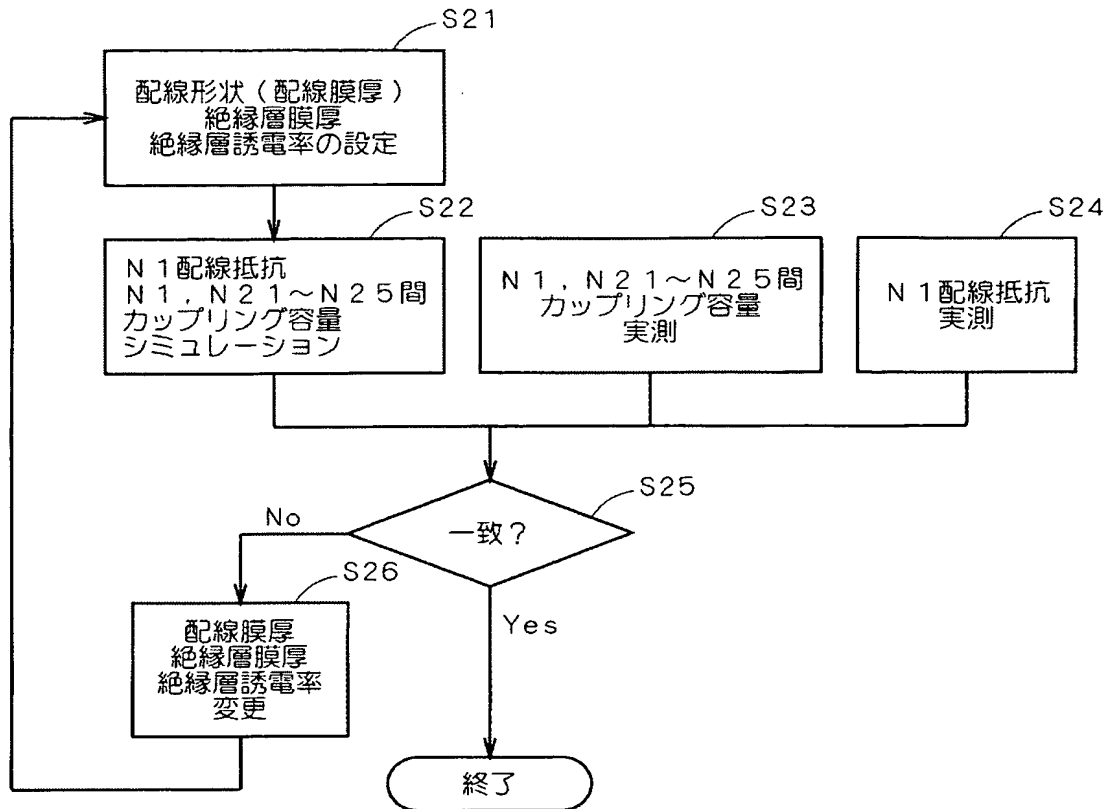 S21
配線形状(配線膜厚)
絶縁層膜厚
絶縁層誘電率の設定
S22
N1配線抵抗
N1,N21~N25間
カップリング容量
シミュレーション
S23
N1,N21~N25間
カップリング容量
実測
S24
N1配線抵抗
実測
S25
一致?
No
Yes
S26
配線膜厚
絶縁層膜厚
絶縁層誘電率
変更
終了